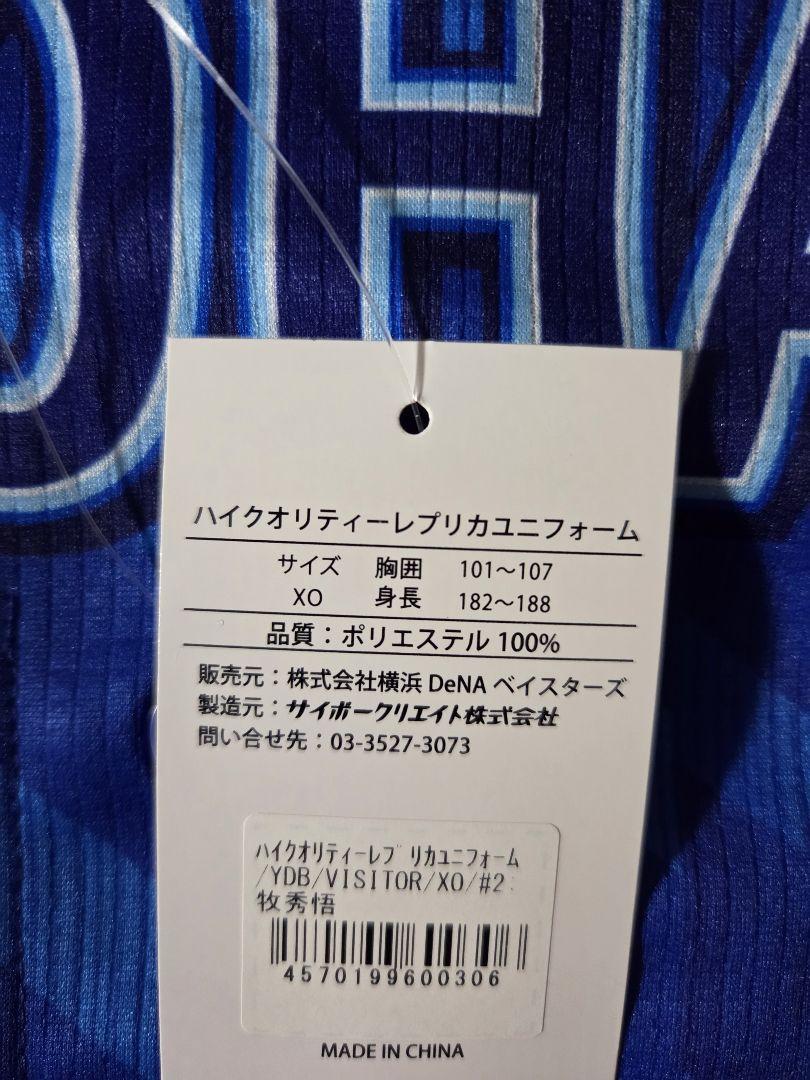 OHA
ハイクオリティーレプリカユニフォーム
サイズ 胸囲 101～107
XO 身長 182～188
品質：ポリエステル 100%
販売元：株式会社横浜 DeNA ベイスターズ
製造元：サイボークリエイト株式会社
問い合せ先：03-3527-3073
ﾊｲｸｵﾘﾃｨｰﾚﾌﾟﾘｶﾕﾆﾌｫｰﾑ
/YDB/VISITOR/XO/#2:
牧秀悟
4570199600306
MADE IN CHINA